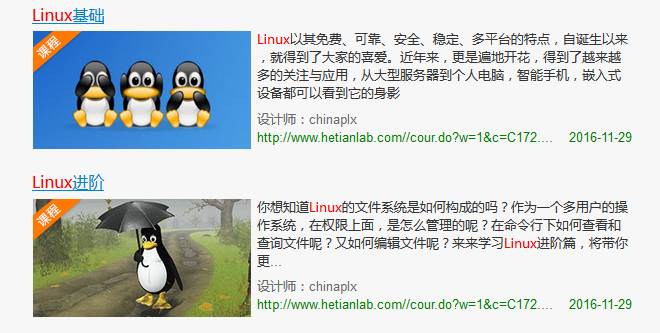 Linux基础
课程
Linux以其免费、可靠、安全、稳定、多平台的特点，自诞生以来
，就得到了大家的喜爱。近年来，更是遍地开花，得到了越来越
多的关注与应用，从大型服务器到个人电脑，智能手机，嵌入式
设备都可以看到它的身影
设计师：chinaplx
http://www.hetianlab.com//cour.do?w=1&c=C172.... 2016-11-29
Linux进阶
课程
你想知道Linux的文件系统是如何构成的吗？作为一个多用户的操
作系统，在权限上面，是怎么管理的呢？在命令行下如何查看和
查询文件呢？又如何编辑文件呢？来来学习Linux进阶篇，将带你
更...
设计师：chinaplx
http://www.hetianlab.com//cour.do?w=1&c=C172.... 2016-11-29